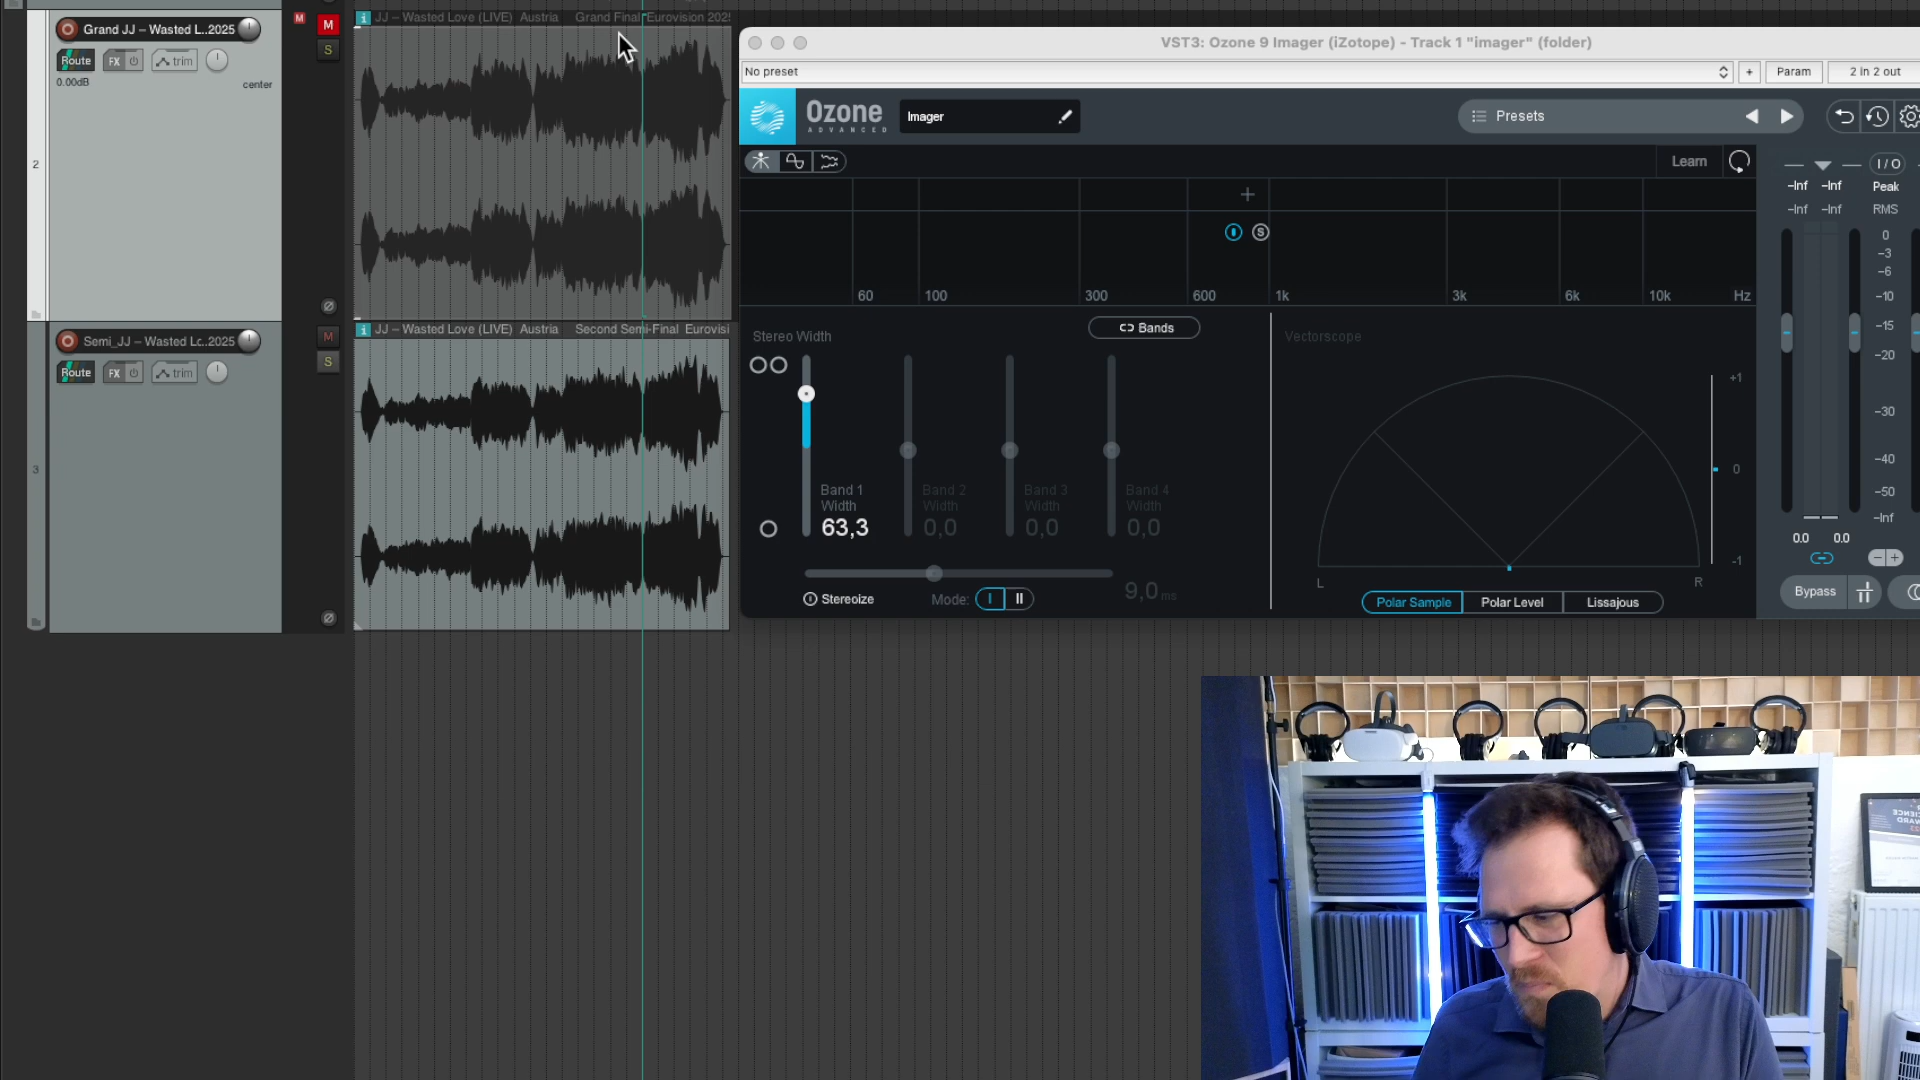 Grand JJ – Wasted L..2025
Route
FX
trim
0.00dB
center
M
M
S
2
JJ – Wasted Love (LIVE) Austria Grand Final Eurovision 202
Semi_JJ – Wasted Lc..2025
Route
FX
trim
M
S
3
JJ – Wasted Love (LIVE) Austria Second Semi-Final Eurovisi
VST3: Ozone 9 Imager (iZotope) - Track 1 "imager" (folder)
No preset
+
Param
2 in 2 out
Ozone
ADVANCED
Imager
Presets
Learn
S
60
100
300
600
1k
3k
6k
10k
Hz
Stereo Width
Bands
Band 1
Width
63,3
Band 2
Width
0,0
Band 3
Width
0,0
Band 4
Width
0,0
Stereoize
Mode:
I
II
9,0 ms
Vectorscope
+1
0
-1
L
R
Polar Sample
Polar Level
Lissajous
I/O
-Inf
-Inf
Peak
-Inf
-Inf
RMS
0
-3
-6
-10
-15
-20
-30
-40
-50
-Inf
0.0
0.0
Bypass